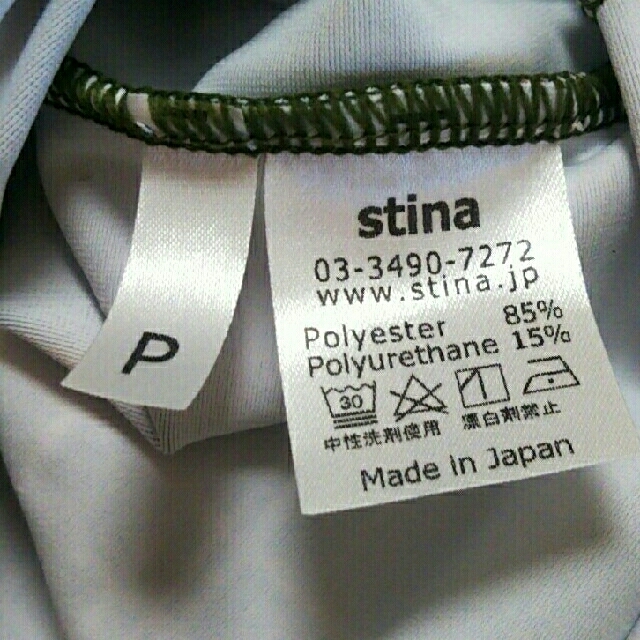 P
stina
03-3490-7272
www.stina.jp
Polyester 85%
Polyurethane 15%
30
中性洗剤使用 漂白剤禁止
Made in Japan